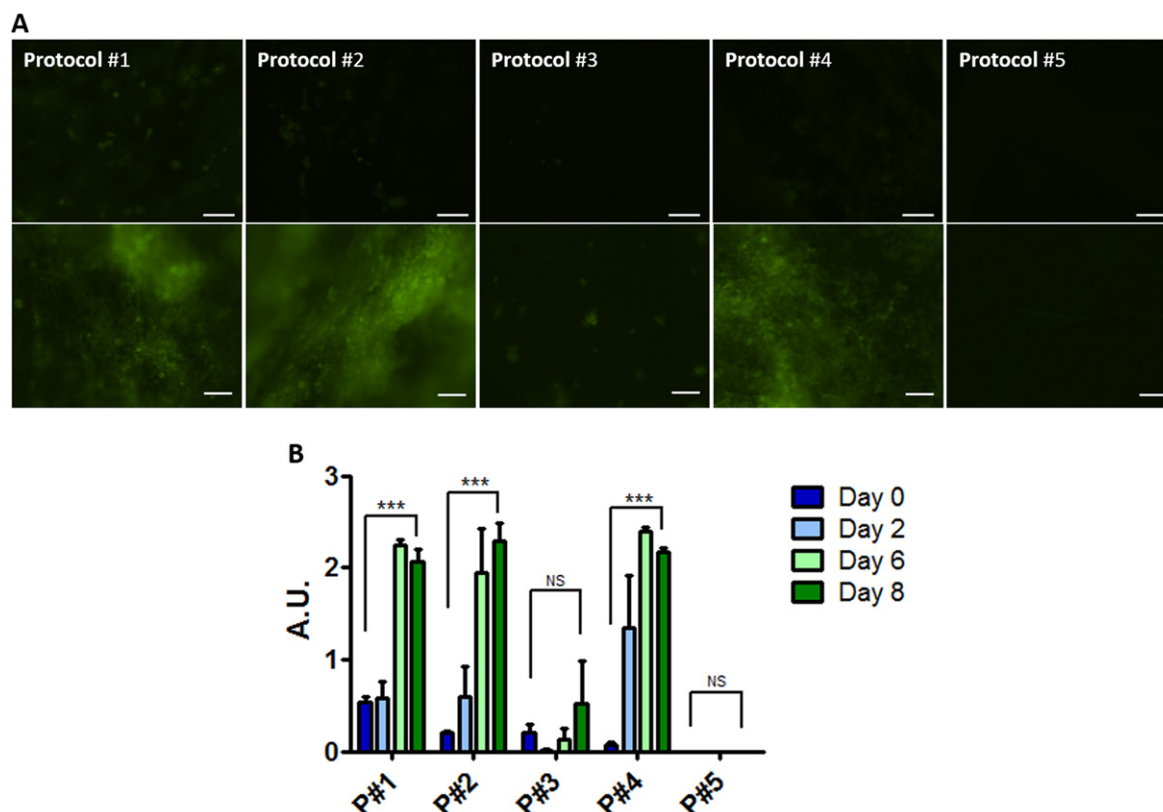 A
Protocol #1
Protocol #2
Protocol #3
Protocol #4
Protocol #5
B
3
2
1
0
A.U.
***
***
NS
***
NS
Day 0
Day 2
Day 6
Day 8
P#1
P#2
P#3
P#4
P#5